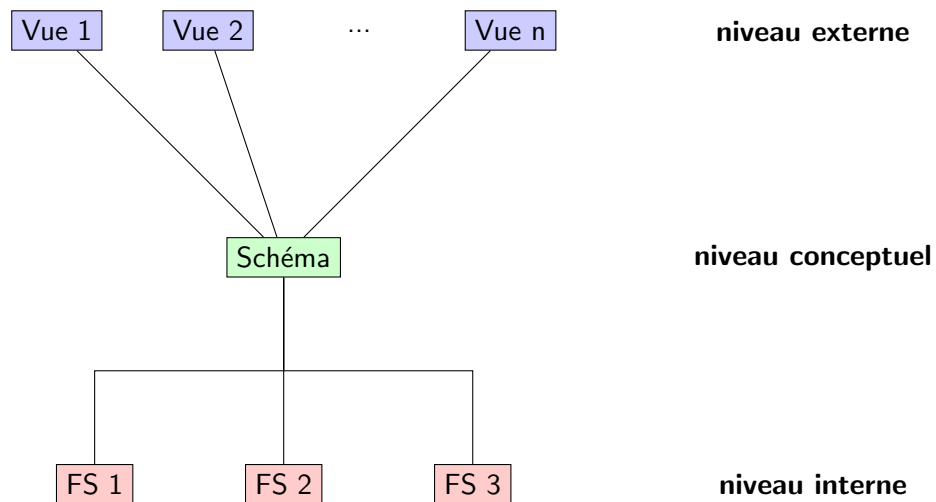 Vue 1 Vue 2 ... Vue n niveau externe
Schéma niveau conceptuel
FS 1 FS 2 FS 3 niveau interne